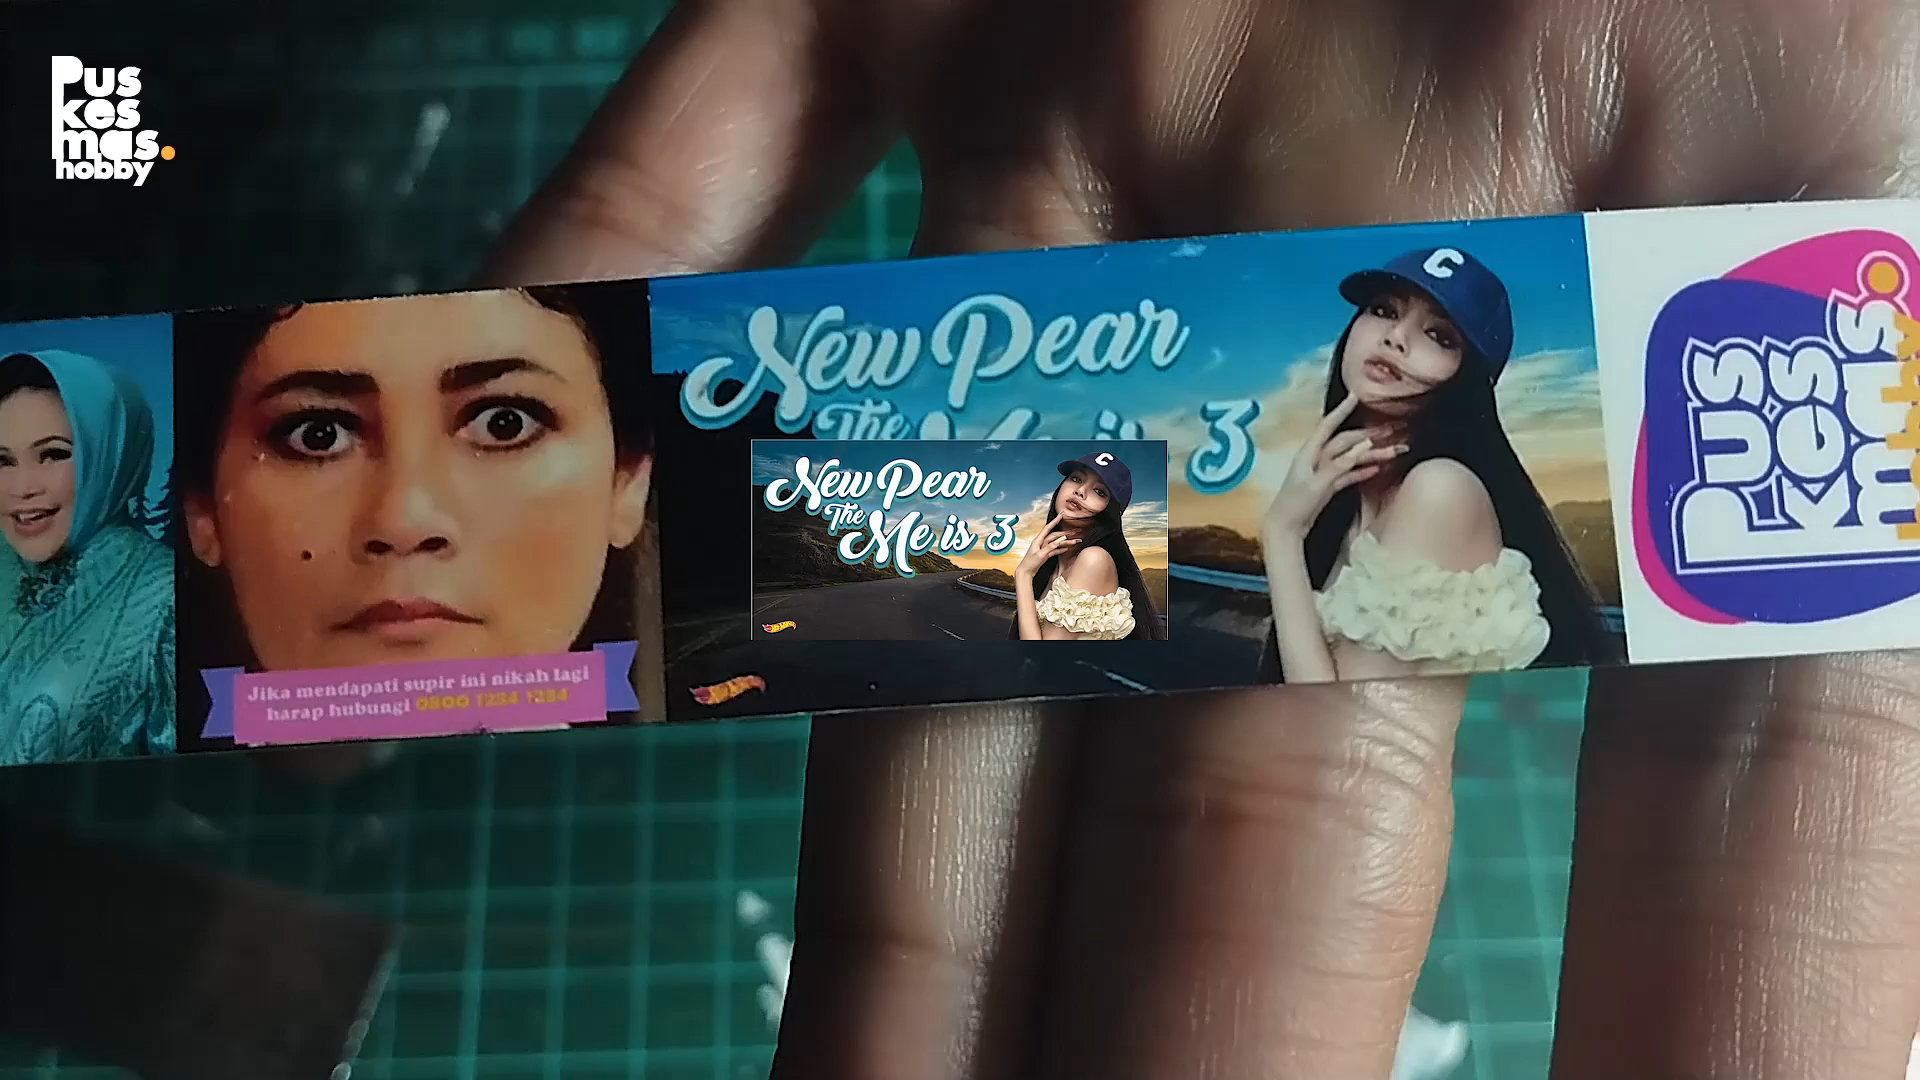 Pus
kes
mas.
hobby
Jika mendapati supir ini nikah lagi
harap hubungi 0800 1234 1234
New Pear
The Me is 3
C
New Pear
The Me is 3
C
Pus
kes
mas.
hobby